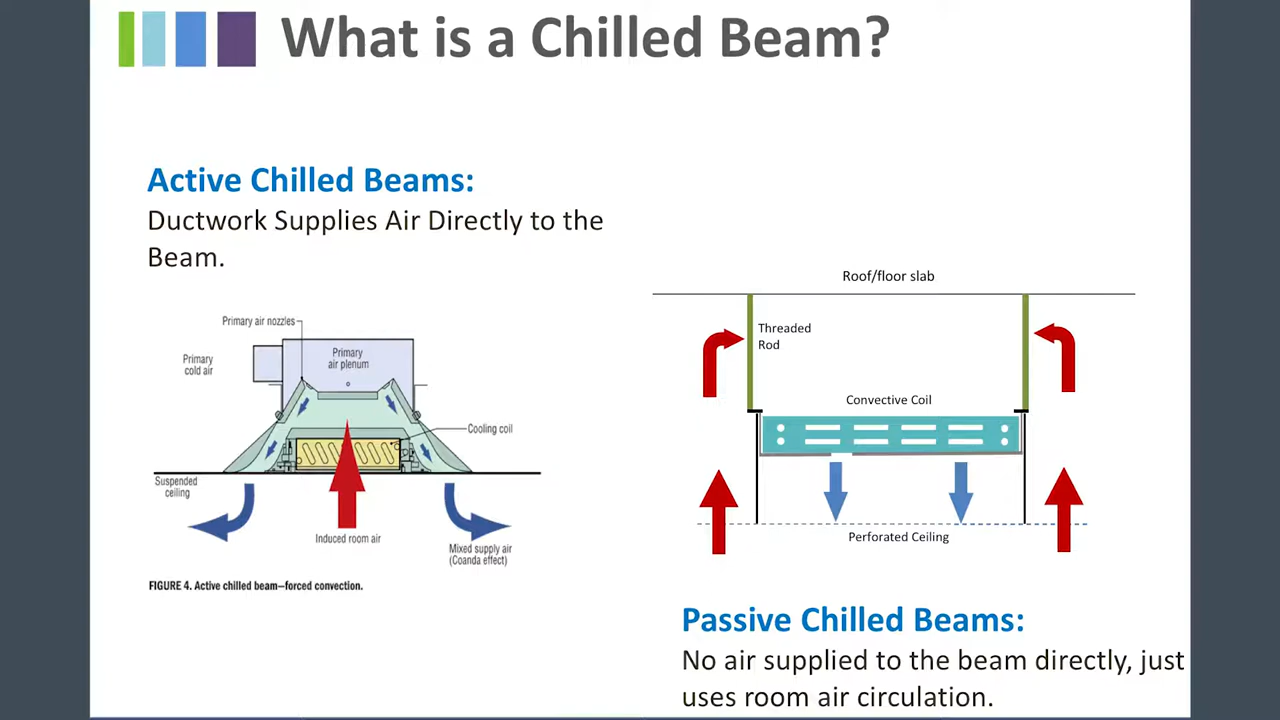 What is a Chilled Beam?
Active Chilled Beams:
Ductwork Supplies Air Directly to the
Beam.
Primary air nozzles
Primary
cold air
Primary
air plenum
Cooling coil
Suspended
ceiling
Induced room air
Mixed supply air
(Coanda effect)
FIGURE 4. Active chilled beam—forced convection.
Roof/floor slab
Threaded
Rod
Convective Coil
Perforated Ceiling
Passive Chilled Beams:
No air supplied to the beam directly, just
uses room air circulation.